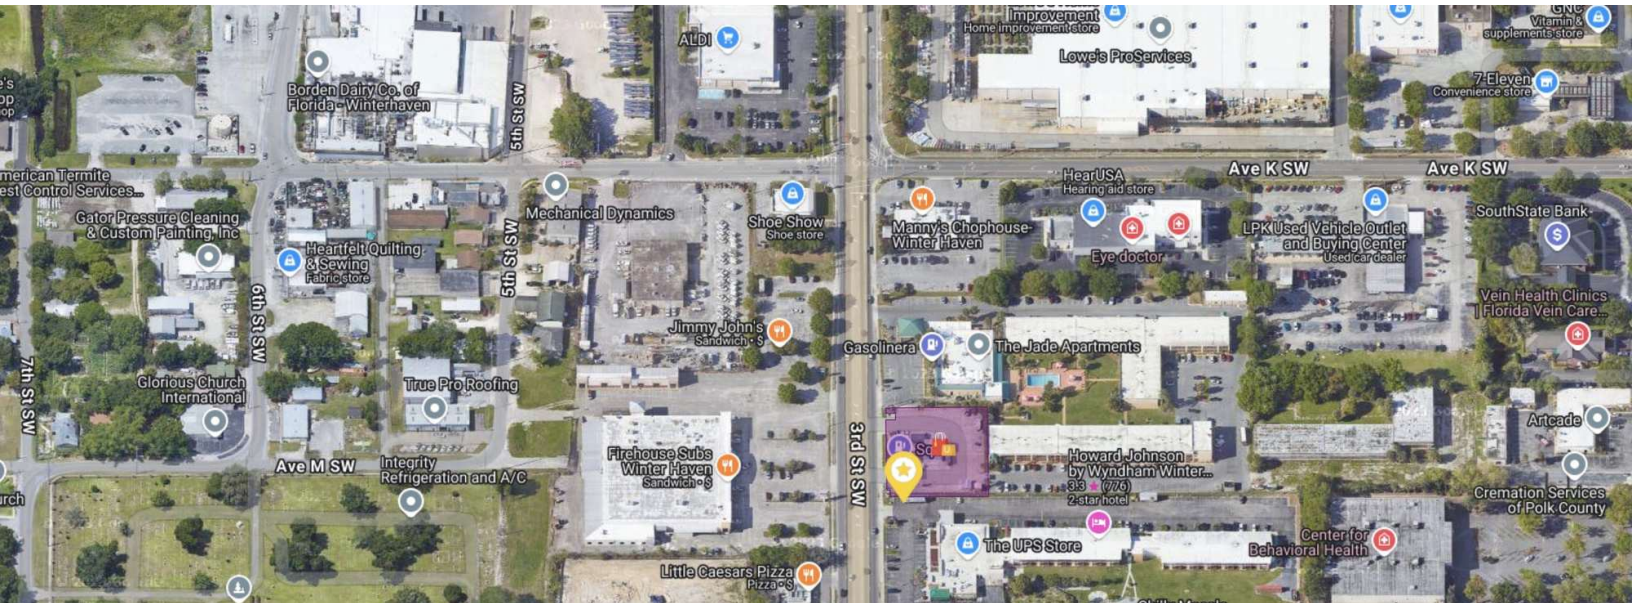 Improvement
Home improvement store
GNC
Vitamin &
supplements store
ALDI
Lowe's ProServices
Borden Dairy Co. of
Florida - Winterhaven
5th St SW
7-Eleven
Convenience store
Ave K SW
Ave K SW
merican Termite
est Control Services...
HearUSA
Hearing aid store
Mechanical Dynamics
Shoe Show
Shoe store
Manny's Chophouse-
Winter Haven
Eye doctor
LPK Used Vehicle Outlet
and Buying Center
Used car dealer
SouthState Bank
Gator Pressure Cleaning
& Custom Painting, Inc
Heartfelt Quilting
& Sewing
Fabric store
5th St SW
6th St SW
Vein Health Clinics
| Florida Vein Care...
Jimmy John's
Sandwich • $
Gasolinera
The Jade Apartments
7th St SW
Glorious Church
International
True Pro Roofing
Artcade
3rd St SW
Ave M SW
Integrity
Refrigeration and A/C
Firehouse Subs
Winter Haven
Sandwich • $
Howard Johnson
by Wyndham Winter...
3.3 ★ (776)
2-star hotel
Cremation Services
of Polk County
urch
The UPS Store
Center for
Behavioral Health
Little Caesars Pizza
Pizza • $